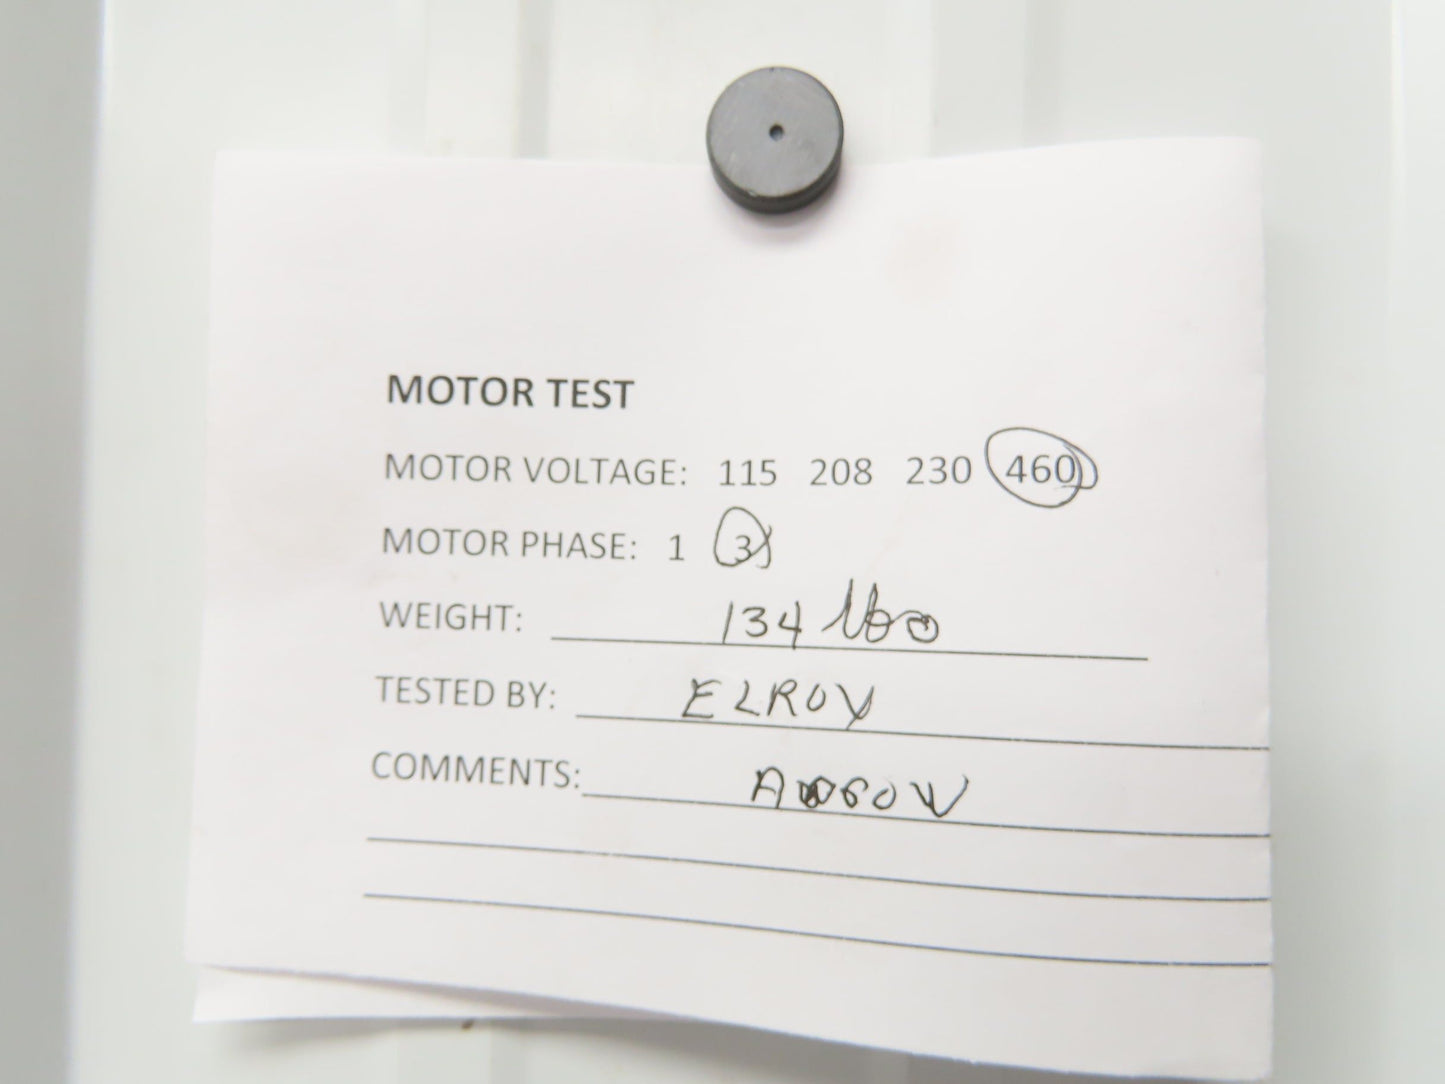 MOTOR TEST
MOTOR VOLTAGE: 115 208 230 460
MOTOR PHASE: 1 3
WEIGHT: 134 lbs
TESTED BY: ELROY
COMMENTS: